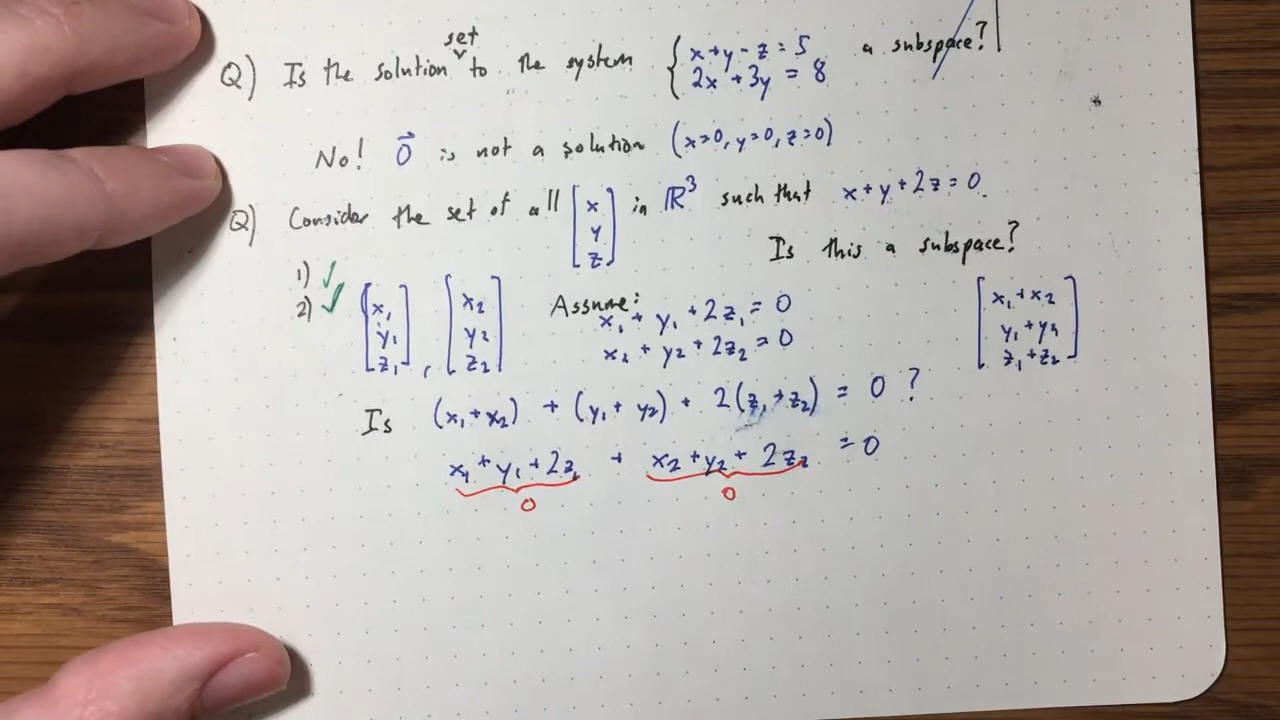 Q) Is the solution set to the system { x+y-z=5 a subspace?
2x+3y=8
No! 0⃗ is not a solution (x=0, y=0, z=0)
Q) Consider the set of all [x y z] in ℝ³ such that x+y+2z=0.
Is this a subspace?
1) ✓
2) ✓ [x₁ y₁ z₁], [x₂ y₂ z₂] Assume: x₁+y₁+2z₁=0 [x₁+x₂ y₁+y₂ z₁+z₂]
x₂+y₂+2z₂=0
Is (x₁+x₂) + (y₁+y₂) + 2(z₁+z₂) = 0 ?
x₁+y₁+2z₁ + x₂+y₂+2z₂ = 0
0 0